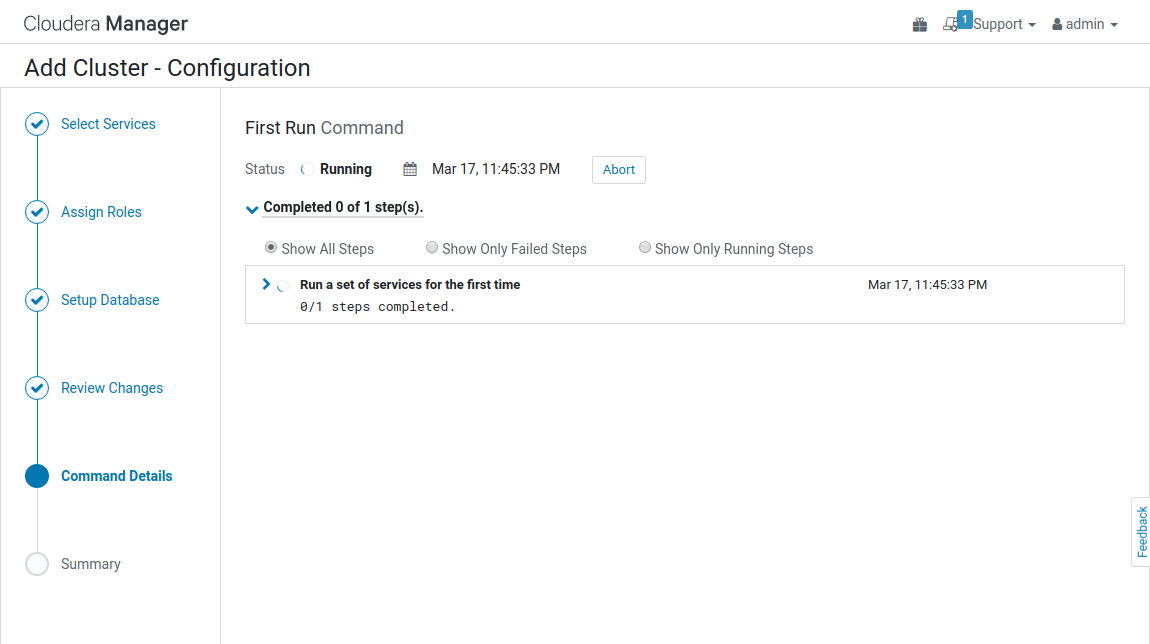 Cloudera Manager
1
Support
admin
Add Cluster - Configuration
Select Services
Assign Roles
Setup Database
Review Changes
Command Details
Summary
First Run Command
Status Running Mar 17, 11:45:33 PM Abort
Completed 0 of 1 step(s).
Show All Steps Show Only Failed Steps Show Only Running Steps
Run a set of services for the first time Mar 17, 11:45:33 PM
0/1 steps completed.
Feedback